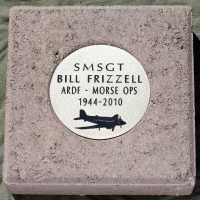 SMSGT
BILL FRIZZELL
ARDF - MORSE OPS
1944-2010